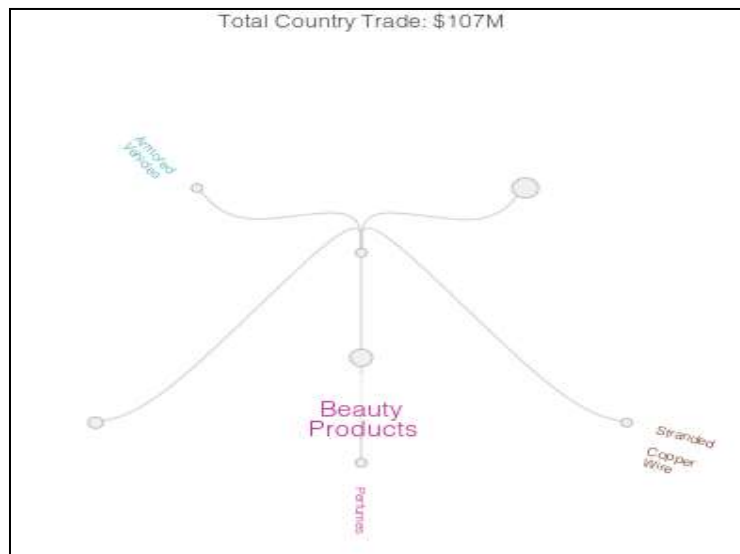 Total Country Trade: $107M
Armored
Vehicles
Beauty
Products
Stranded
Copper
Wire
Perfumes